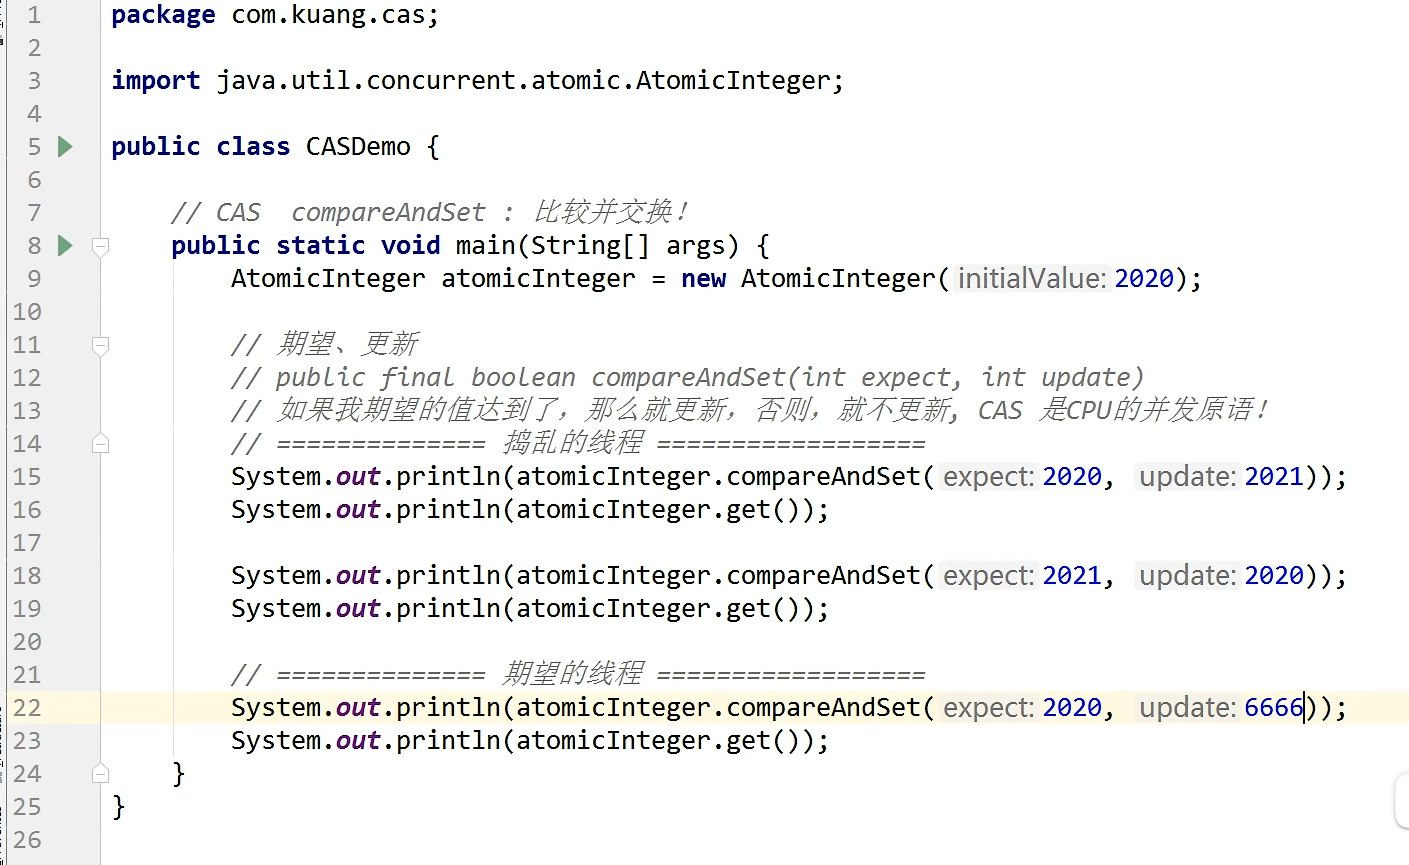 1 package com.kuang.cas;
2
3 import java.util.concurrent.atomic.AtomicInteger;
4
5 public class CASDemo {
6
7 // CAS  compareAndSet : 比较并交换！
8 public static void main(String[] args) {
9 AtomicInteger atomicInteger = new AtomicInteger( initialValue: 2020);
10
11 // 期望、更新
12 // public final boolean compareAndSet(int expect, int update)
13 // 如果我期望的值达到了，那么就更新，否则，就不更新, CAS 是CPU的并发原语！
14 // ============== 捣乱的线程 ==================
15 System.out.println(atomicInteger.compareAndSet( expect: 2020, update: 2021));
16 System.out.println(atomicInteger.get());
17
18 System.out.println(atomicInteger.compareAndSet( expect: 2021, update: 2020));
19 System.out.println(atomicInteger.get());
20
21 // ============== 期望的线程 ==================
22 System.out.println(atomicInteger.compareAndSet( expect: 2020, update: 6666));
23 System.out.println(atomicInteger.get());
24 }
25 }
26